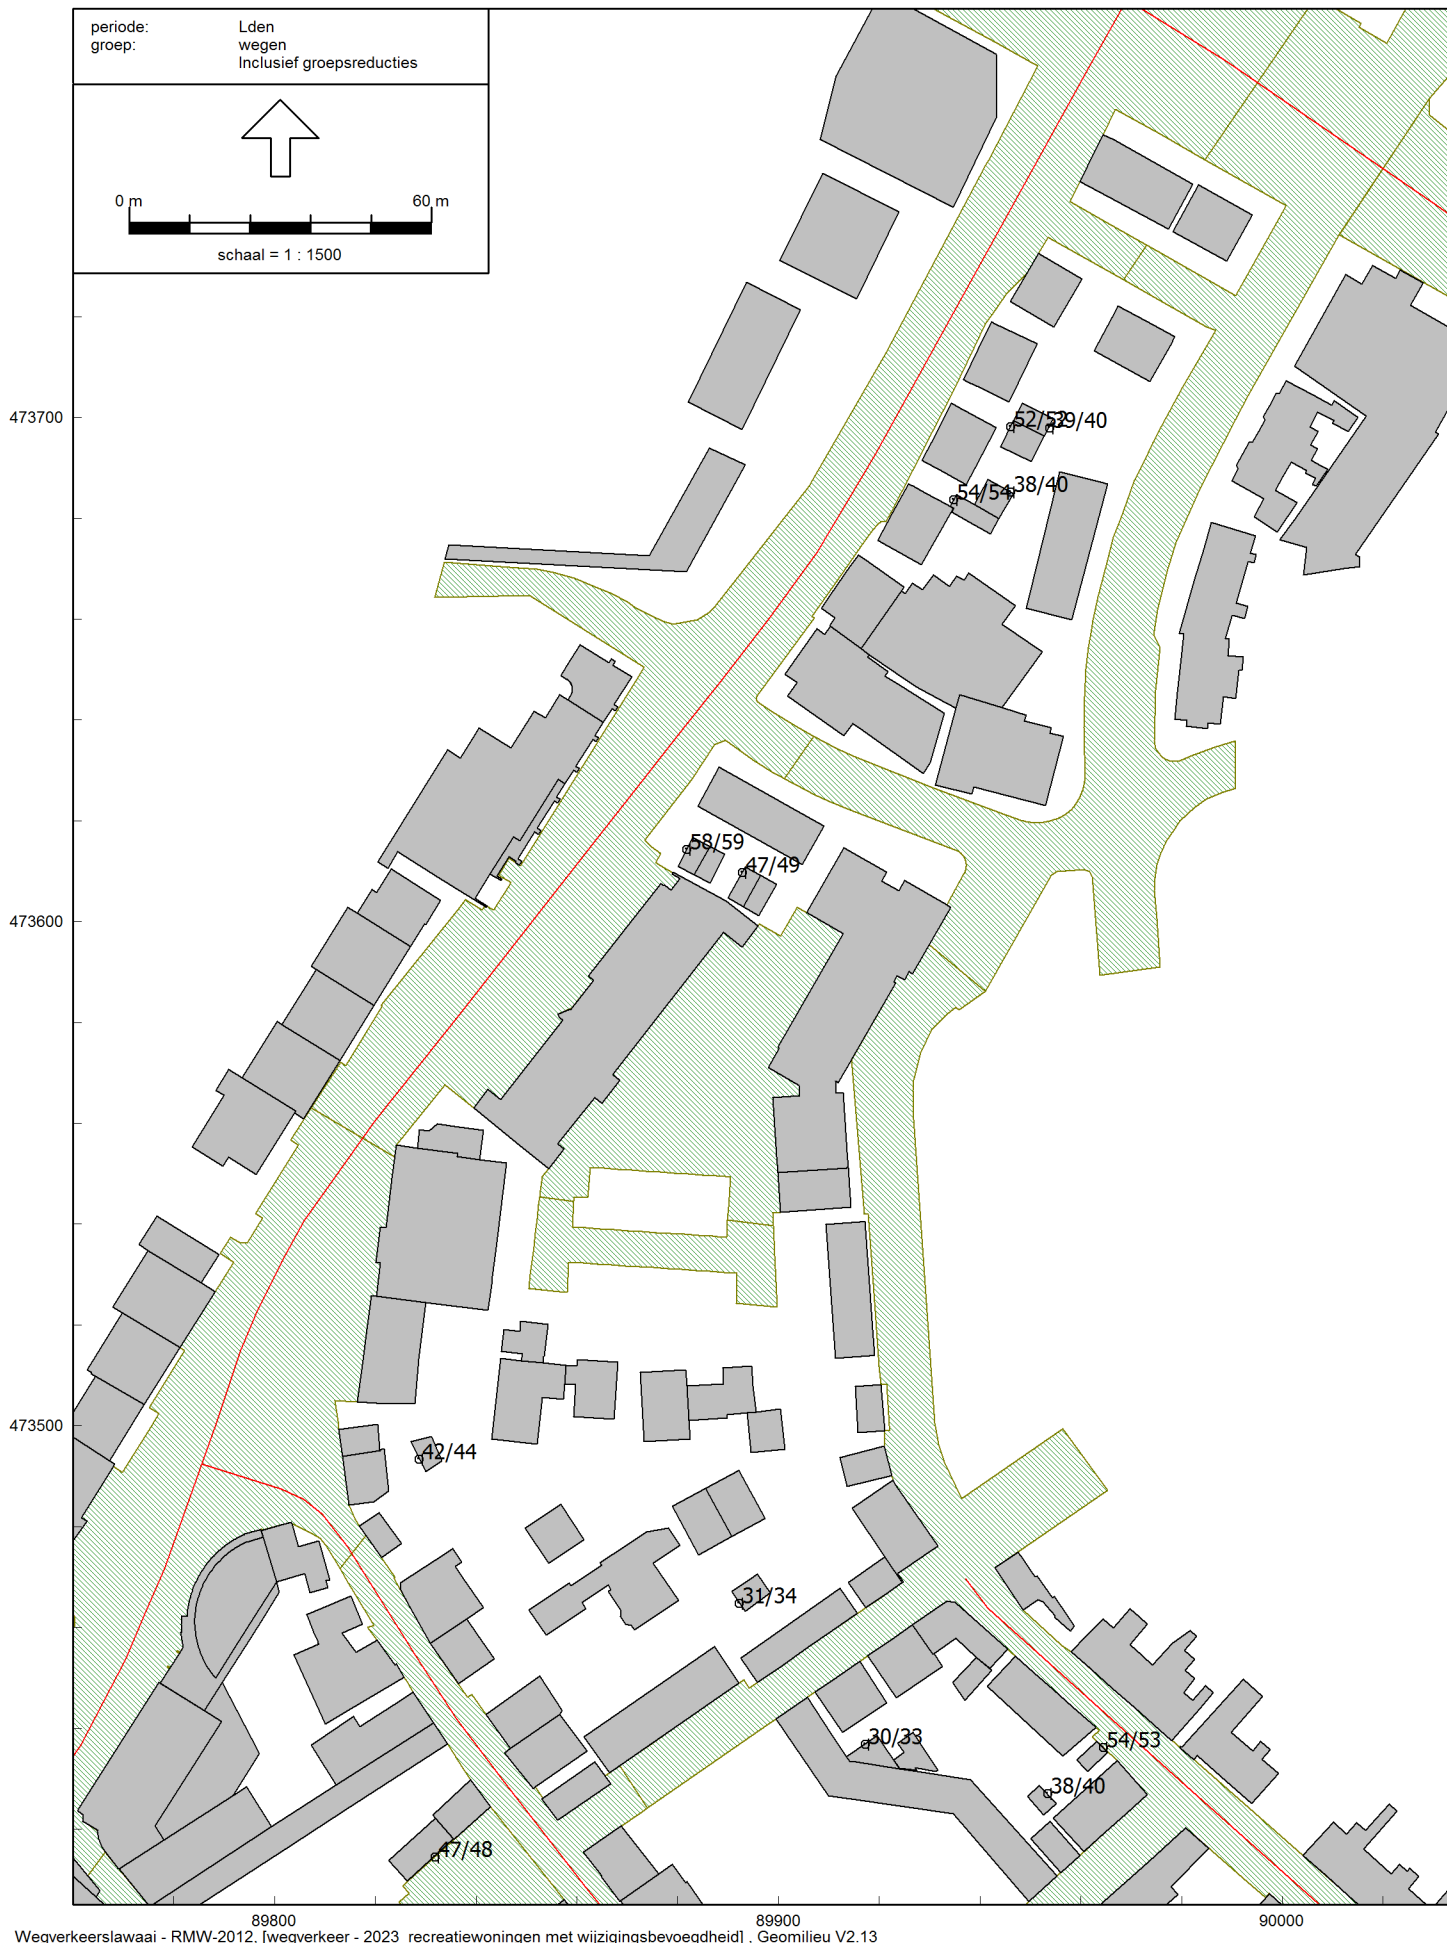 periode: Lden
groep: wegen
Inclusief groepsreducties
0 m 60 m
schaal = 1 : 1500
473700
52/52 39/40
54/54 38/40
58/59
47/49
473600
473500
42/44
31/34
30/33
54/53
38/40
47/48
89800 89900 90000
Wegverkeerslawaai - RMW-2012, [wegverkeer - 2023_recreatiewoningen met wijzigingsbevoegdheid] , Geomilieu V2.13